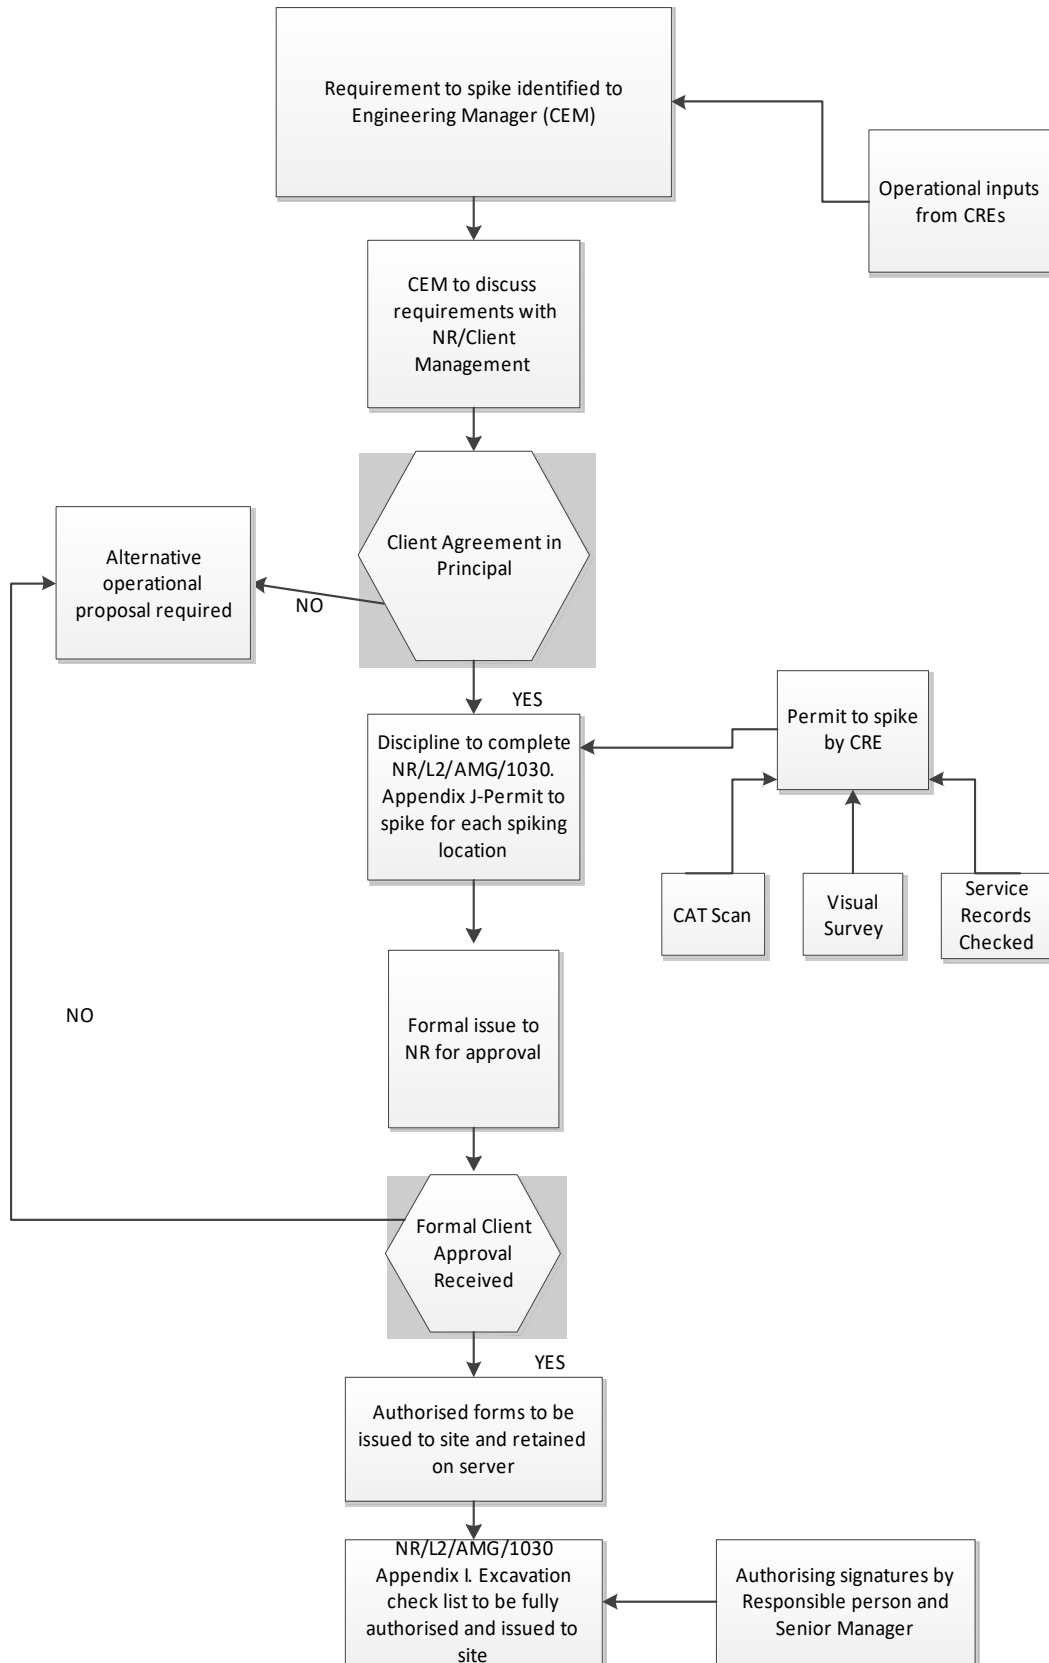 Requirement to spike identified to
Engineering Manager (CEM)
Operational inputs
from CREs
CEM to discuss
requirements with
NR/Client
Management
Client Agreement in
Principal
Alternative
operational
proposal required
NO
YES
Permit to spike
by CRE
Discipline to complete
NR/L2/AMG/1030.
Appendix J-Permit to
spike for each spiking
location
CAT Scan
Visual
Survey
Service
Records
Checked
Formal issue to
NR for approval
NO
Formal Client
Approval
Received
YES
Authorised forms to be
issued to site and retained
on server
NR/L2/AMG/1030
Appendix I. Excavation
check list to be fully
authorised and issued to
site
Authorising signatures by
Responsible person and
Senior Manager